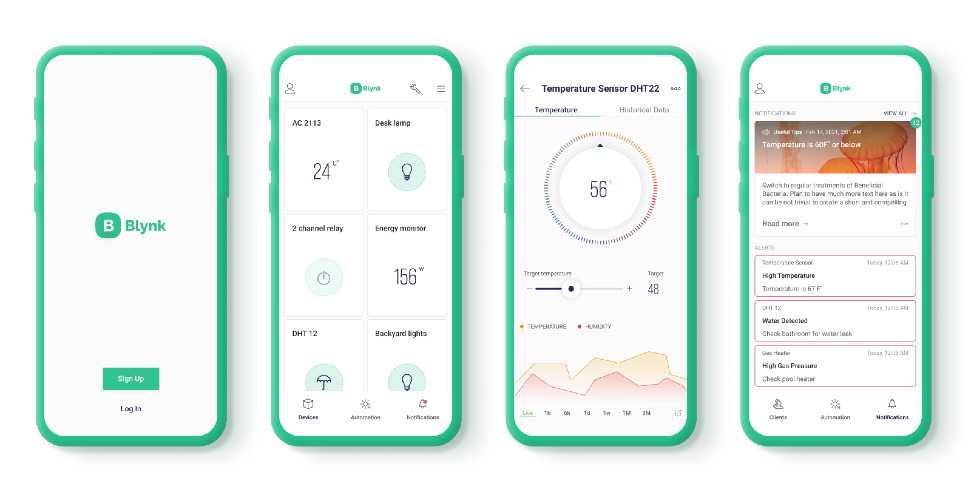 B Blynk
Sign Up
Log In
B Blynk
AC 2113
Desk lamp
24 C°
2 channel relay
Energy monitor
156 W
DHT 12
Backyard lights
Devices
Automation
Notifications
Temperature Sensor DHT22
Temperature
Historical Data
56
Target temperature
Target
− +
48
TEMPERATURE
HUMIDITY
Live 1h 6h 1d 1w 1M 3M
B Blynk
NOTIFICATIONS
VIEW ALL →
12
Useful Tips Feb 14, 2021, 2:01 AM
Temperature is 60F° or below
Switch to regular treatments of Beneficial
Bacteria. Plan to have much more text here as is it
can be not trivial to create a short and compelling
Read more →
ALERTS
Temperature Sensor
Today, 12:06 AM
High Temperature
Temperature is 67 F°
DHT 12
Today, 12:05 AM
Water Detected
Check bathroom for water leak
Gas Heater
Today, 12:05 AM
High Gas Preasure
Check pool heater
Clients
Automation
Notifications